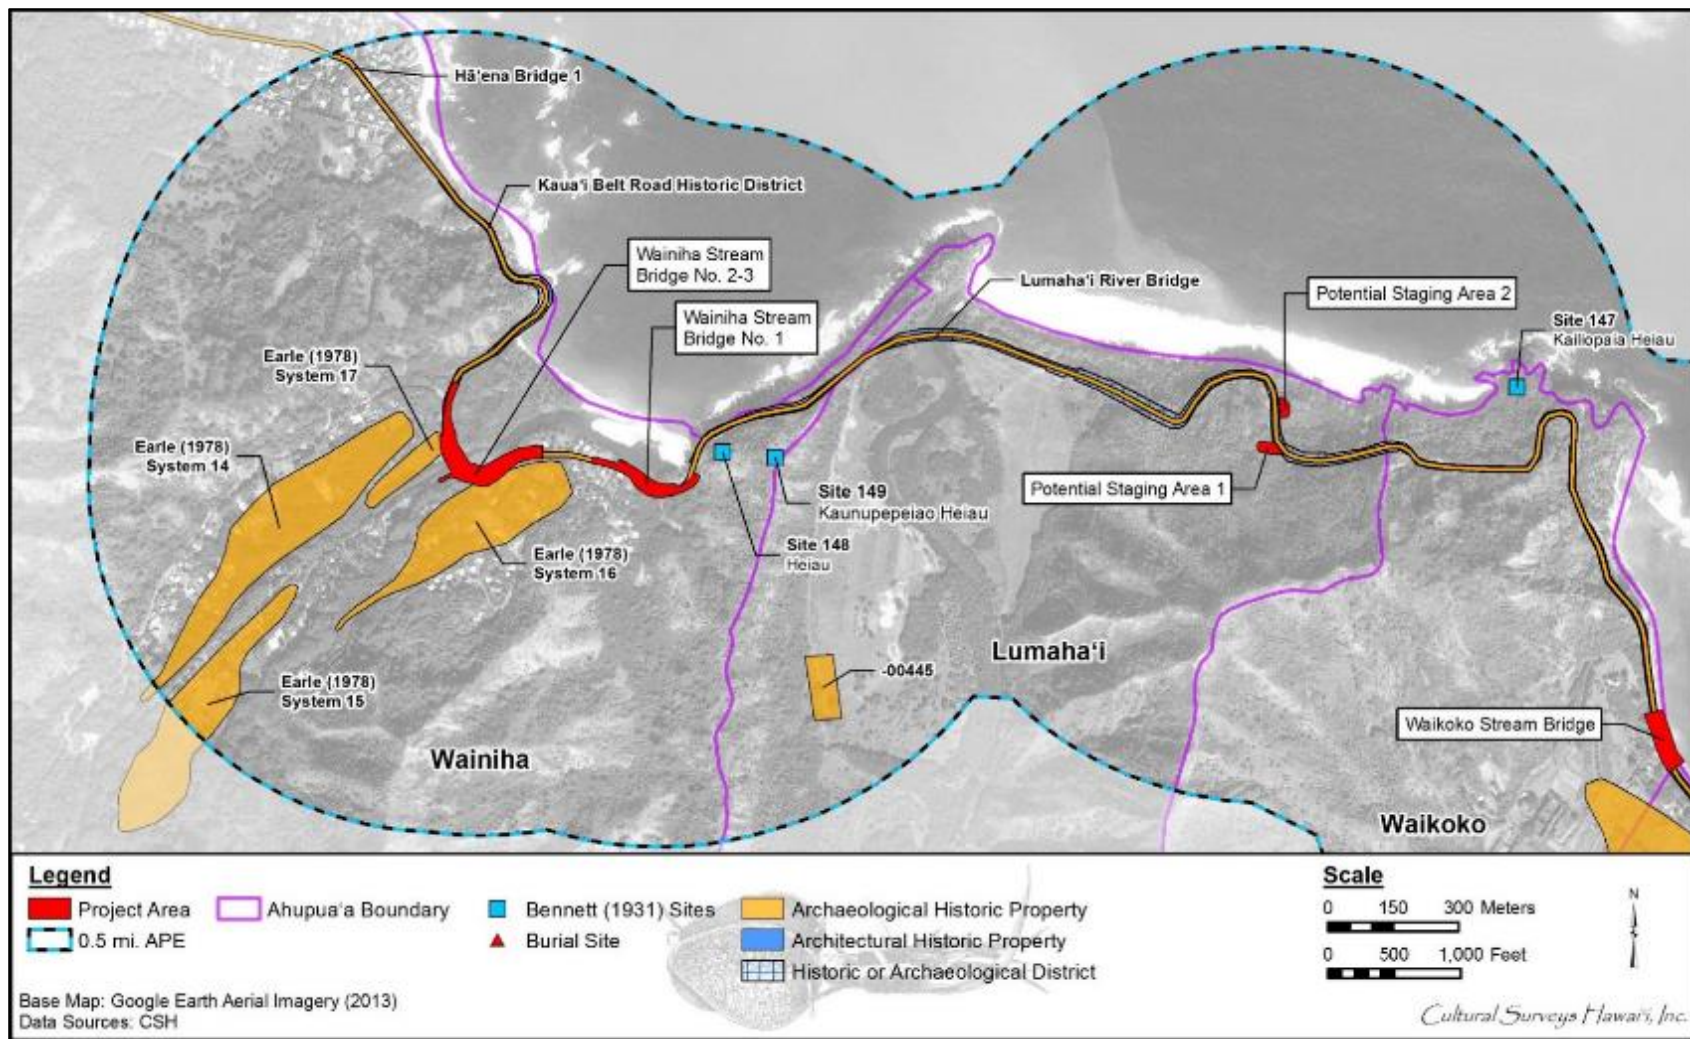 Hā‘ena Bridge 1
Kaua‘i Belt Road Historic District
Wainiha Stream
Bridge No. 2-3
Wainiha Stream
Bridge No. 1
Lumaha‘i River Bridge
Potential Staging Area 2
Site 147
Kailiopaia Heiau
Earle (1978)
System 17
Earle (1978)
System 14
Potential Staging Area 1
Site 149
Kaunupepeiao Heiau
Site 148
Heiau
Earle (1978)
System 16
Earle (1978)
System 15
-00445
Lumaha‘i
Wainiha
Waikoko Stream Bridge
Waikoko
Legend
Project Area
Ahupua‘a Boundary
Bennett (1931) Sites
Archaeological Historic Property
0.5 mi. APE
Burial Site
Architectural Historic Property
Historic or Archaeological District
Scale
0 150 300 Meters
0 500 1,000 Feet
N
Base Map: Google Earth Aerial Imagery (2013)
Data Sources: CSH
Cultural Surveys Hawai‘i, Inc.